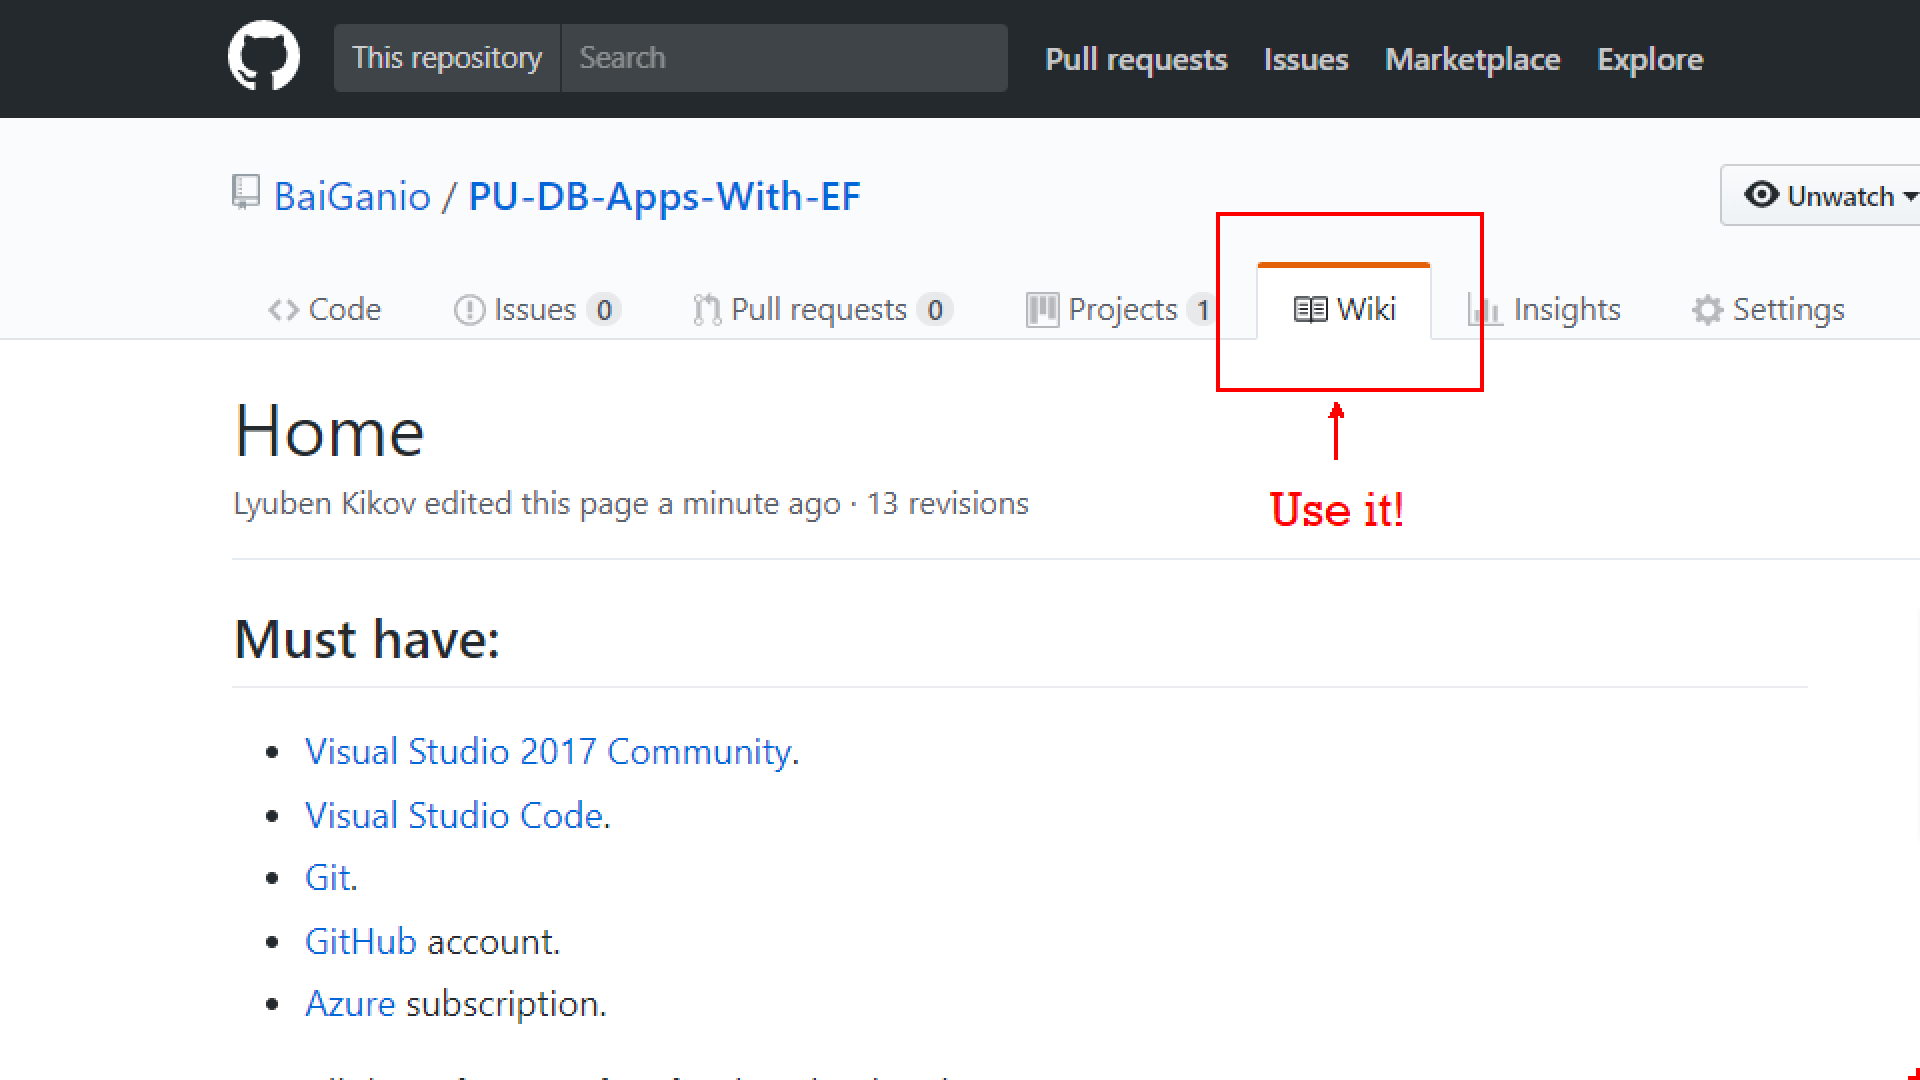 This repository Search Pull requests Issues Marketplace Explore
BaiGanio / PU-DB-Apps-With-EF Unwatch
Code Issues 0 Pull requests 0 Projects 1 Wiki Insights Settings
Home
Lyuben Kikov edited this page a minute ago · 13 revisions
Use it!
Must have:
• Visual Studio 2017 Community.
• Visual Studio Code.
• Git.
• GitHub account.
• Azure subscription.